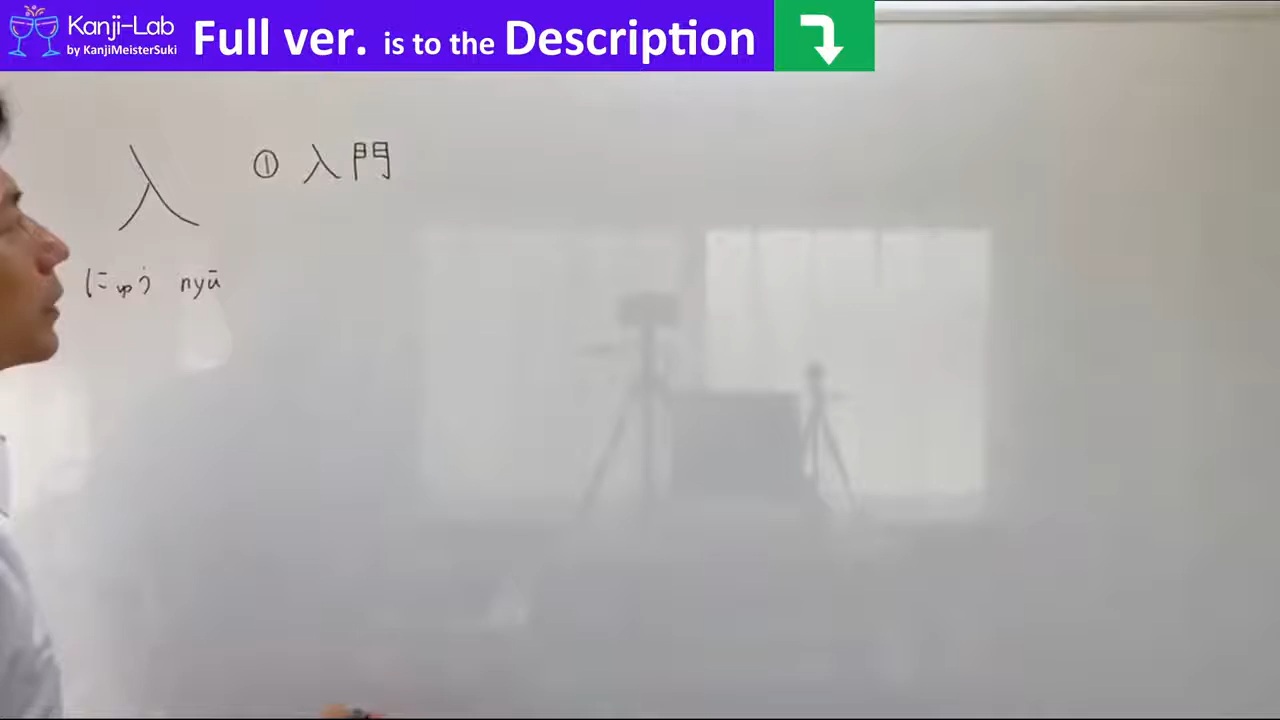 Kanji-Lab
by KanjiMeisterSuki
Full ver. is to the Description
入 ① 入門
にゅう nyū